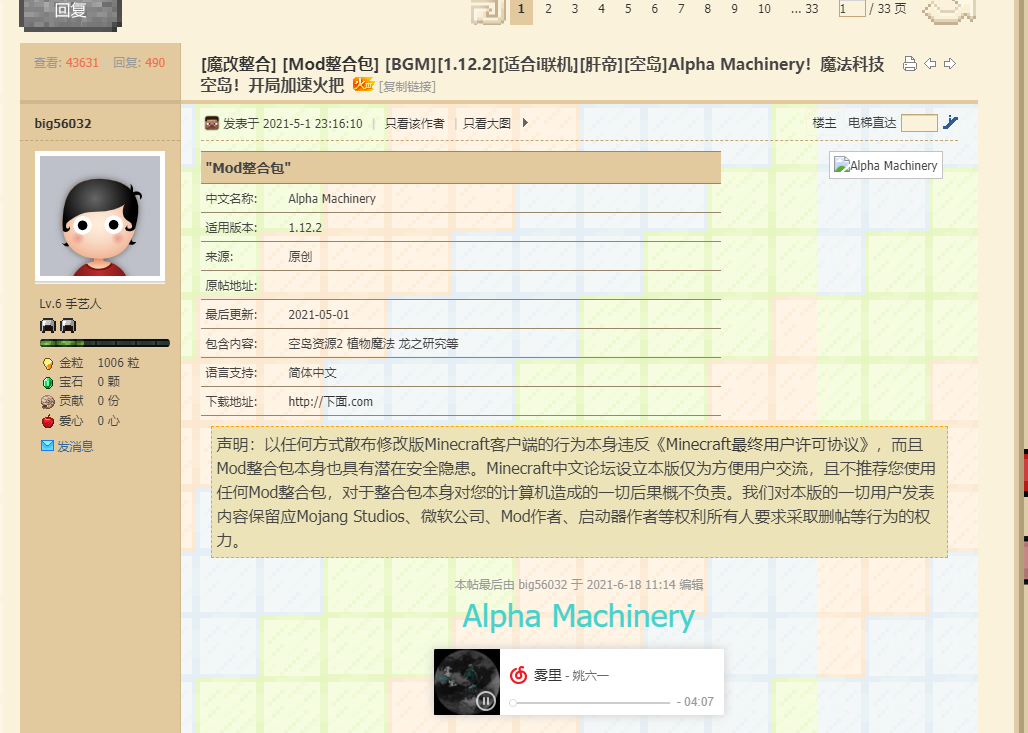 回复
1 2 3 4 5 6 7 8 9 10 ... 33 1 / 33 页
查看: 43631 回复: 490
[魔改整合] [Mod整合包] [BGM][1.12.2][适合i联机][肝帝][空岛]Alpha Machinery！魔法科技
空岛！开局加速火把 火 [复制链接]
big56032
发表于 2021-5-1 23:16:10 | 只看该作者 | 只看大图
楼主 电梯直达
"Mod整合包"
Alpha Machinery
中文名称: Alpha Machinery
适用版本: 1.12.2
来源: 原创
原帖地址:
最后更新: 2021-05-01
包含内容: 空岛资源2 植物魔法 龙之研究等
语言支持: 简体中文
下载地址: http://下面.com
Lv.6 手艺人
金粒 1006 粒
宝石 0 颗
贡献 0 份
爱心 0 心
发消息
声明：以任何方式散布修改版Minecraft客户端的行为本身违反《Minecraft最终用户许可协议》，而且
Mod整合包本身也具有潜在安全隐患。Minecraft中文论坛设立本版仅为方便用户交流，且不推荐您使用
任何Mod整合包，对于整合包本身对您的计算机造成的一切后果概不负责。我们对本版的一切用户发表
内容保留应Mojang Studios、微软公司、Mod作者、启动器作者等权利所有人要求采取删帖等行为的权
力。
本帖最后由 big56032 于 2021-6-18 11:14 编辑
Alpha Machinery
雾里 - 姚六一
- 04:07